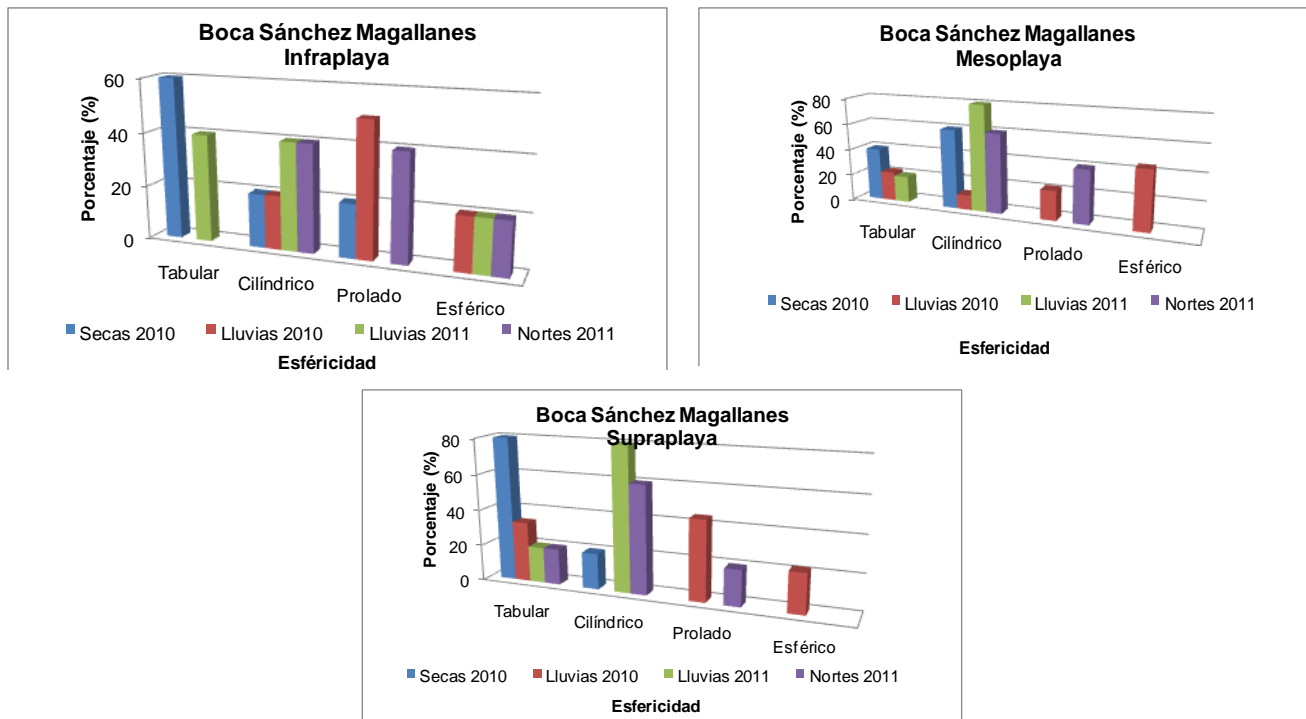 Boca Sánchez Magallanes
Infraplaya
Porcentaje (%)
60
40
20
0
Tabular
Cilíndrico
Prolado
Esférico
Secas 2010 Lluvias 2010 Lluvias 2011 Nortes 2011
Esféricidad
Boca Sánchez Magallanes
Mesoplaya
Porcentaje (%)
80
60
40
20
0
Tabular
Cilíndrico
Prolado
Esférico
Secas 2010 Lluvias 2010 Lluvias 2011 Nortes 2011
Esfericidad
Boca Sánchez Magallanes
Supraplaya
Porcentaje (%)
80
60
40
20
0
Tabular
Cilíndrico
Prolado
Esférico
Secas 2010 Lluvias 2010 Lluvias 2011 Nortes 2011
Esfericidad